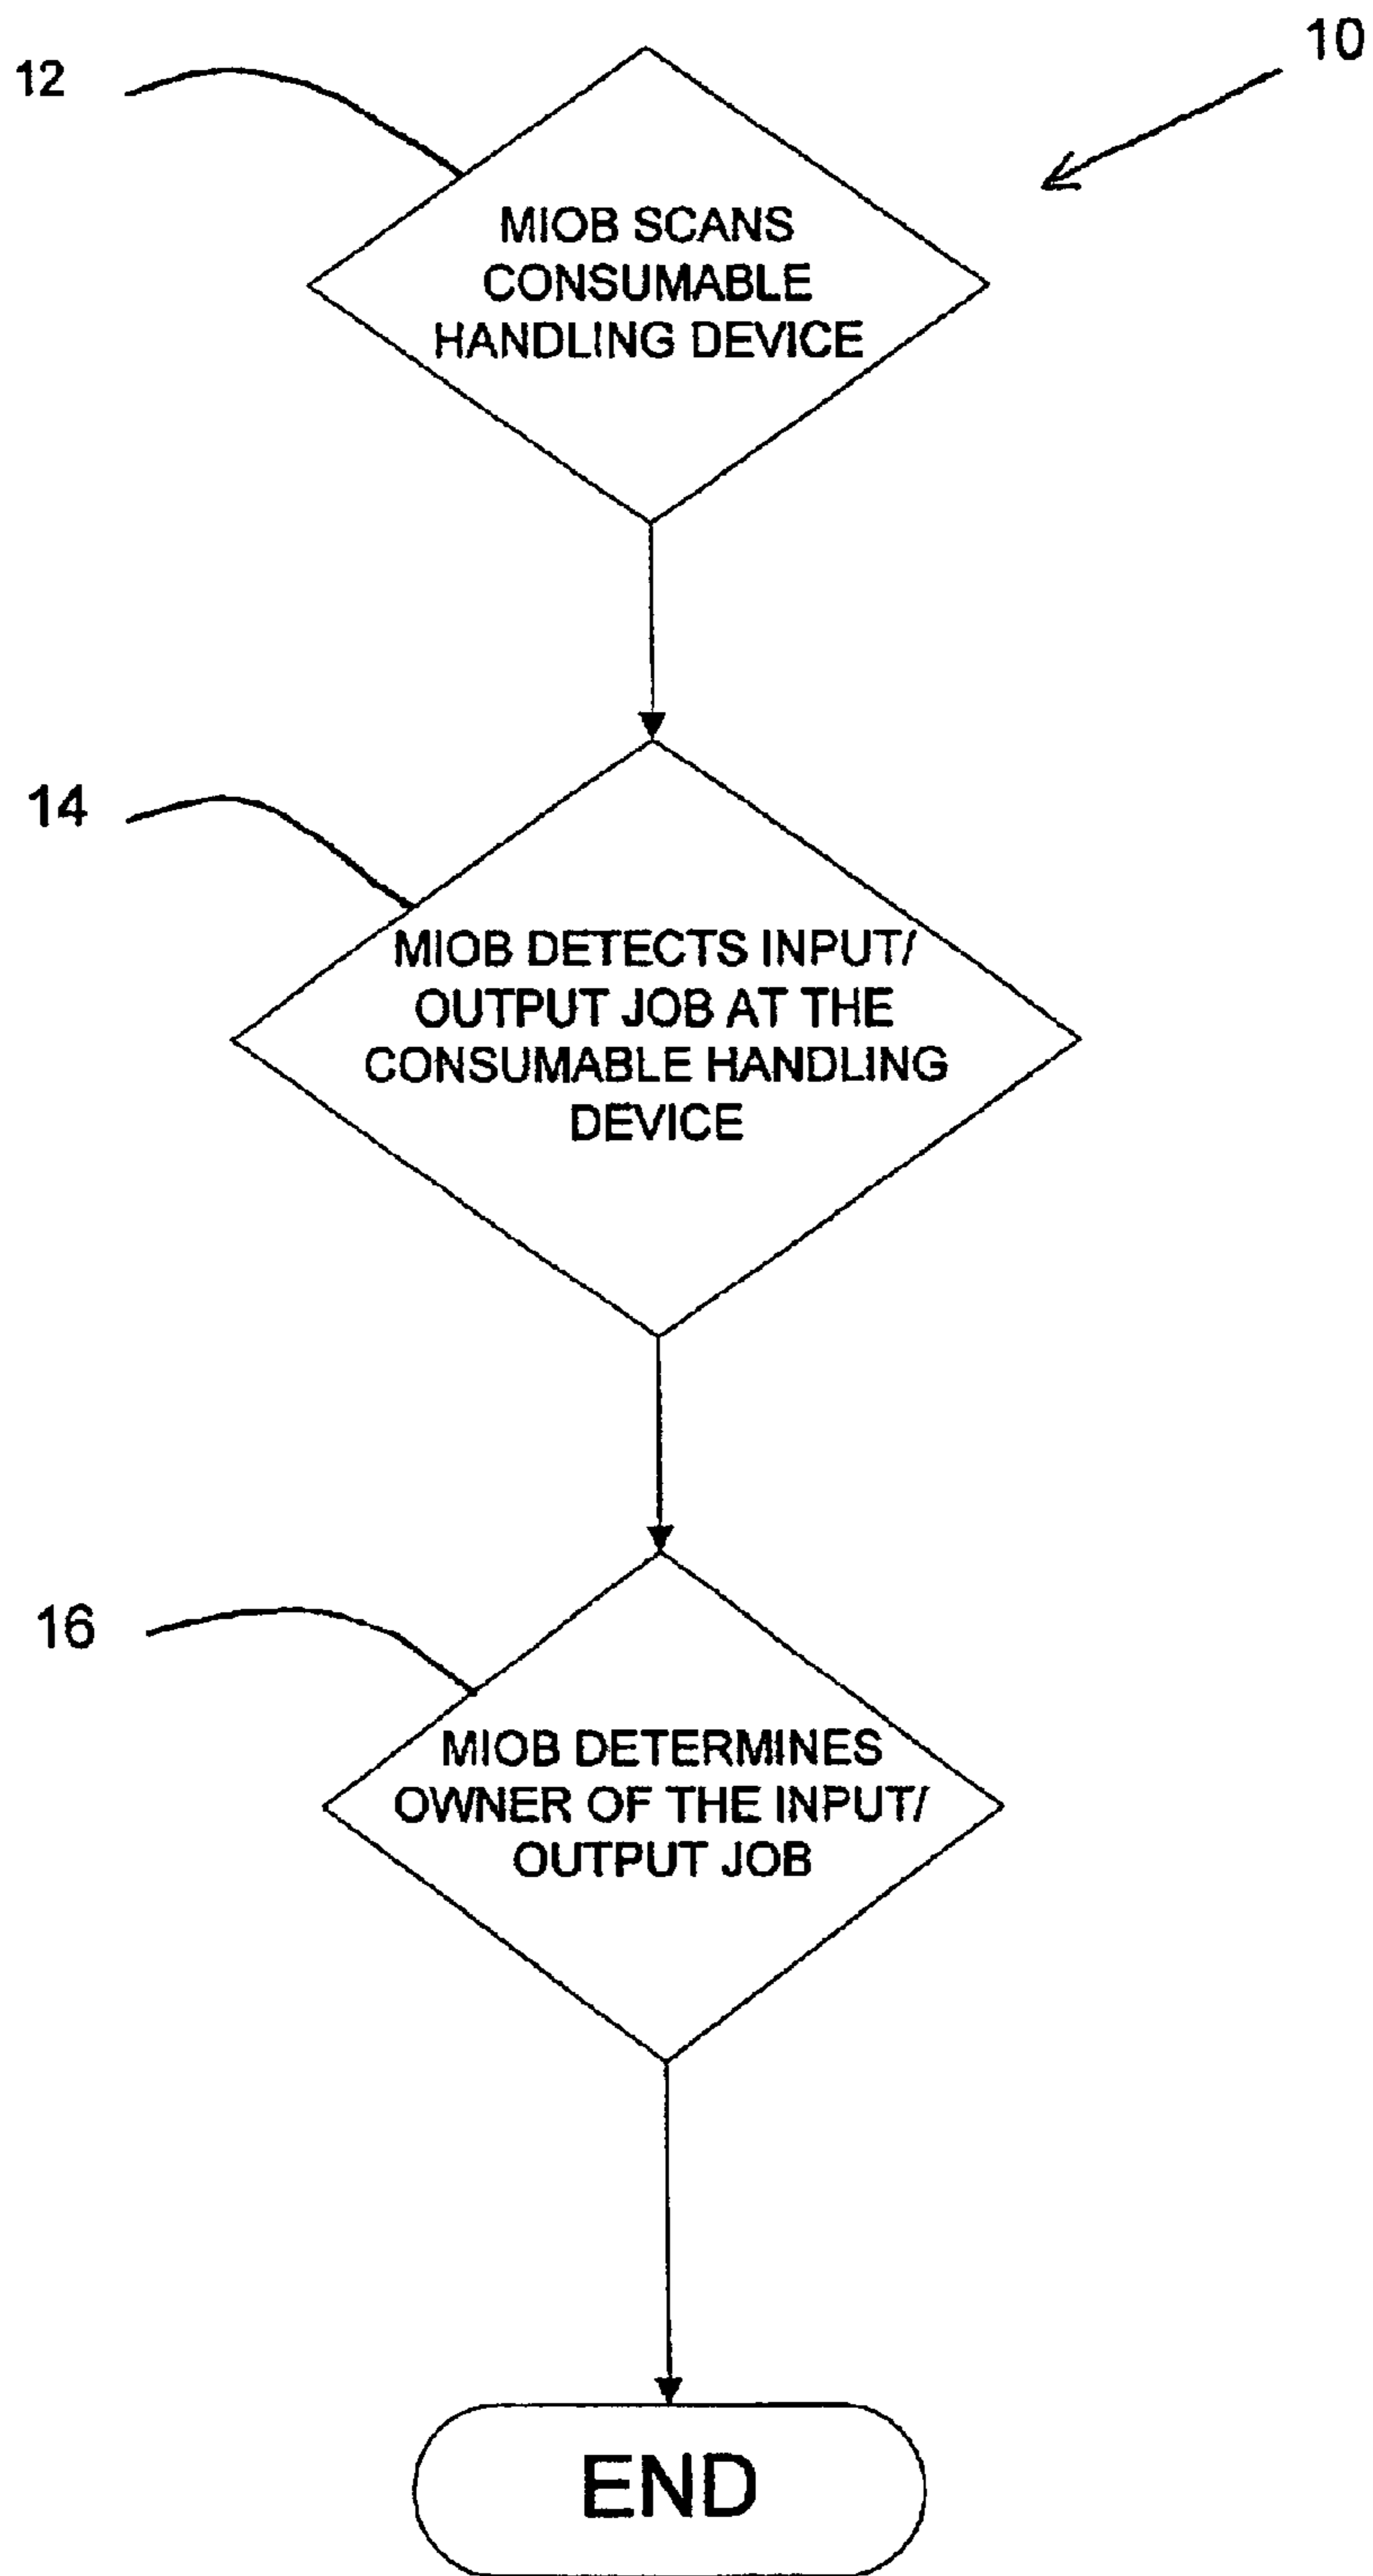 10
12
MIOB SCANS
CONSUMABLE
HANDLING DEVICE
14
MIOB DETECTS INPUT/
OUTPUT JOB AT THE
CONSUMABLE HANDLING
DEVICE
16
MIOB DETERMINES
OWNER OF THE INPUT/
OUTPUT JOB
END